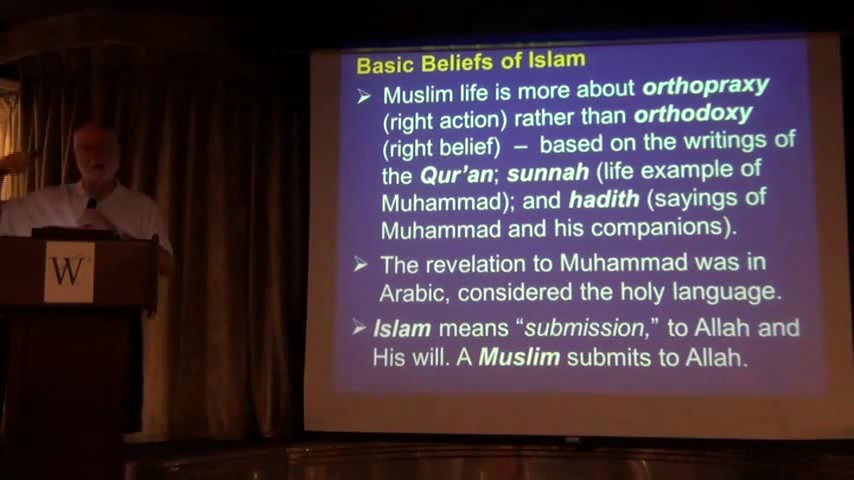 Basic Beliefs of Islam
➢ Muslim life is more about orthopraxy
(right action) rather than orthodoxy
(right belief) – based on the writings of
the Qur'an; sunnah (life example of
Muhammad); and hadith (sayings of
Muhammad and his companions).
➢ The revelation to Muhammad was in
Arabic, considered the holy language.
➢ Islam means “submission,” to Allah and
His will. A Muslim submits to Allah.
W